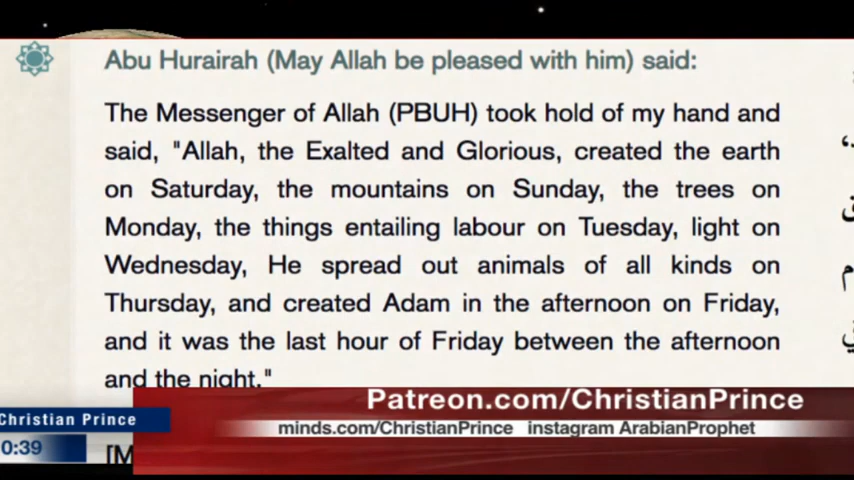 Abu Hurairah (May Allah be pleased with him) said:
The Messenger of Allah (PBUH) took hold of my hand and
said, "Allah, the Exalted and Glorious, created the earth
on Saturday, the mountains on Sunday, the trees on
Monday, the things entailing labour on Tuesday, light on
Wednesday, He spread out animals of all kinds on
Thursday, and created Adam in the afternoon on Friday,
and it was the last hour of Friday between the afternoon
and the night."
Patreon.com/ChristianPrince
Christian Prince
minds.com/ChristianPrince instagram ArabianProphet
0:39
[M